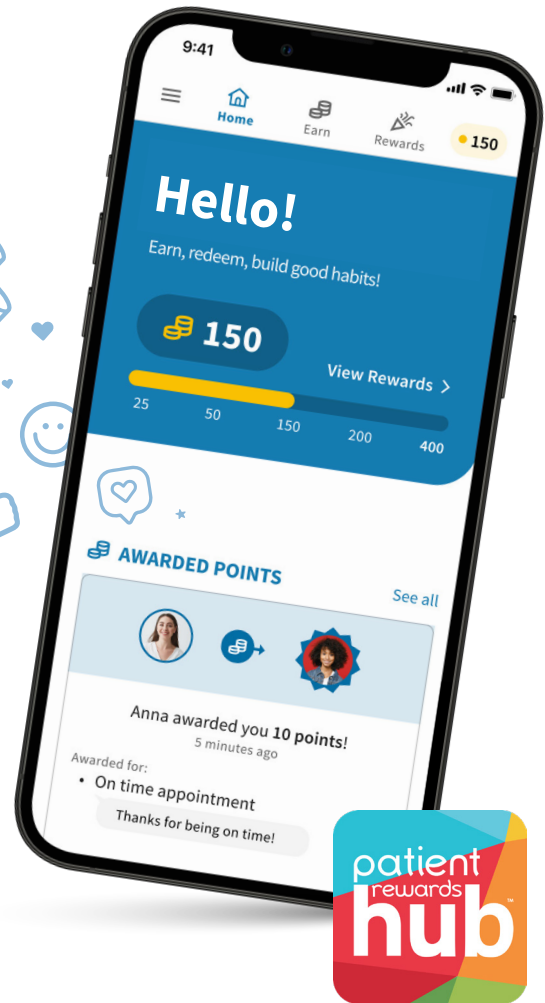 9:41
Home
Earn
Rewards
150
Hello!
Earn, redeem, build good habits!
150
View Rewards >
25 50 150 200 400
AWARDED POINTS
See all
Anna awarded you 10 points!
5 minutes ago
Awarded for:
• On time appointment
Thanks for being on time!
patient
rewards
hub™